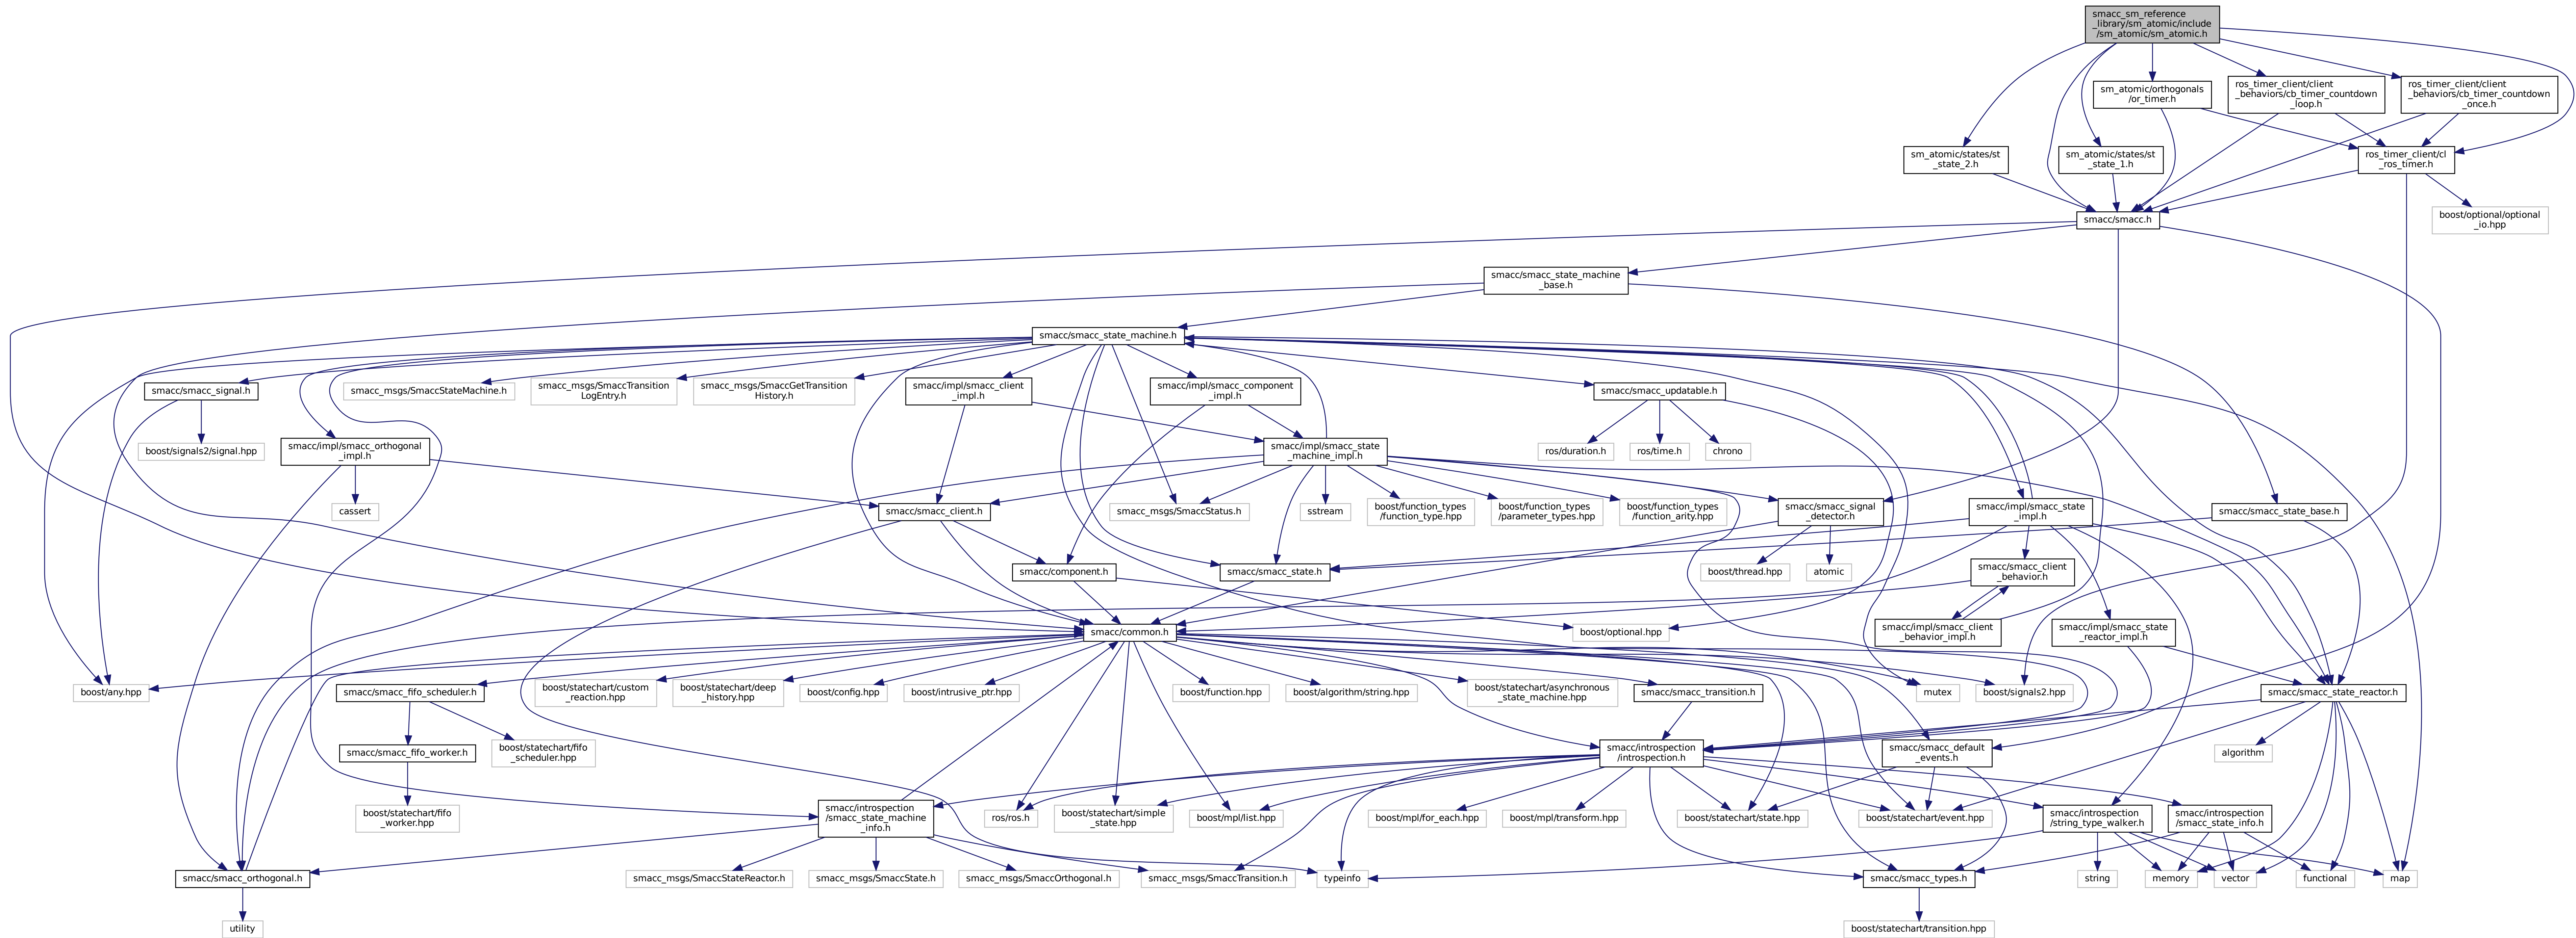 smacc_sm_reference
_library/sm_atomic/include
/sm_atomic/sm_atomic.h
sm_atomic/orthogonals
/or_timer.h
ros_timer_client/client
_behaviors/cb_timer_countdown
_loop.h
ros_timer_client/client
_behaviors/cb_timer_countdown
_once.h
sm_atomic/states/st
_state_2.h
sm_atomic/states/st
_state_1.h
ros_timer_client/cl
_ros_timer.h
smacc/smacc.h
boost/optional/optional
_io.hpp
smacc/smacc_state_machine
_base.h
smacc/smacc_state_machine.h
smacc/smacc_signal.h
smacc_msgs/SmaccStateMachine.h
smacc_msgs/SmaccTransition
LogEntry.h
smacc_msgs/SmaccGetTransition
History.h
smacc/impl/smacc_client
_impl.h
smacc/impl/smacc_component
_impl.h
smacc/smacc_updatable.h
boost/signals2/signal.hpp
smacc/impl/smacc_orthogonal
_impl.h
smacc/impl/smacc_state
_machine_impl.h
ros/duration.h
ros/time.h
chrono
cassert
smacc/smacc_client.h
smacc_msgs/SmaccStatus.h
sstream
boost/function_types
/function_type.hpp
boost/function_types
/parameter_types.hpp
boost/function_types
/function_arity.hpp
smacc/smacc_signal
_detector.h
smacc/impl/smacc_state
_impl.h
smacc/smacc_state_base.h
smacc/component.h
smacc/smacc_state.h
boost/thread.hpp
atomic
smacc/smacc_client
_behavior.h
smacc/common.h
boost/optional.hpp
smacc/impl/smacc_client
_behavior_impl.h
smacc/impl/smacc_state
_reactor_impl.h
boost/any.hpp
smacc/smacc_fifo_scheduler.h
boost/statechart/custom
_reaction.hpp
boost/statechart/deep
_history.hpp
boost/config.hpp
boost/intrusive_ptr.hpp
boost/function.hpp
boost/algorithm/string.hpp
boost/statechart/asynchronous
_state_machine.hpp
smacc/smacc_transition.h
mutex
boost/signals2.hpp
smacc/smacc_state_reactor.h
smacc/smacc_fifo_worker.h
boost/statechart/fifo
_scheduler.hpp
smacc/introspection
/introspection.h
smacc/smacc_default
_events.h
algorithm
boost/statechart/fifo
_worker.hpp
smacc/introspection
/smacc_state_machine
_info.h
ros/ros.h
boost/statechart/simple
_state.hpp
boost/mpl/list.hpp
boost/mpl/for_each.hpp
boost/mpl/transform.hpp
boost/statechart/state.hpp
boost/statechart/event.hpp
smacc/introspection
/string_type_walker.h
smacc/introspection
/smacc_state_info.h
smacc/smacc_orthogonal.h
smacc_msgs/SmaccStateReactor.h
smacc_msgs/SmaccState.h
smacc_msgs/SmaccOrthogonal.h
smacc_msgs/SmaccTransition.h
typeinfo
smacc/smacc_types.h
string
memory
vector
functional
map
utility
boost/statechart/transition.hpp